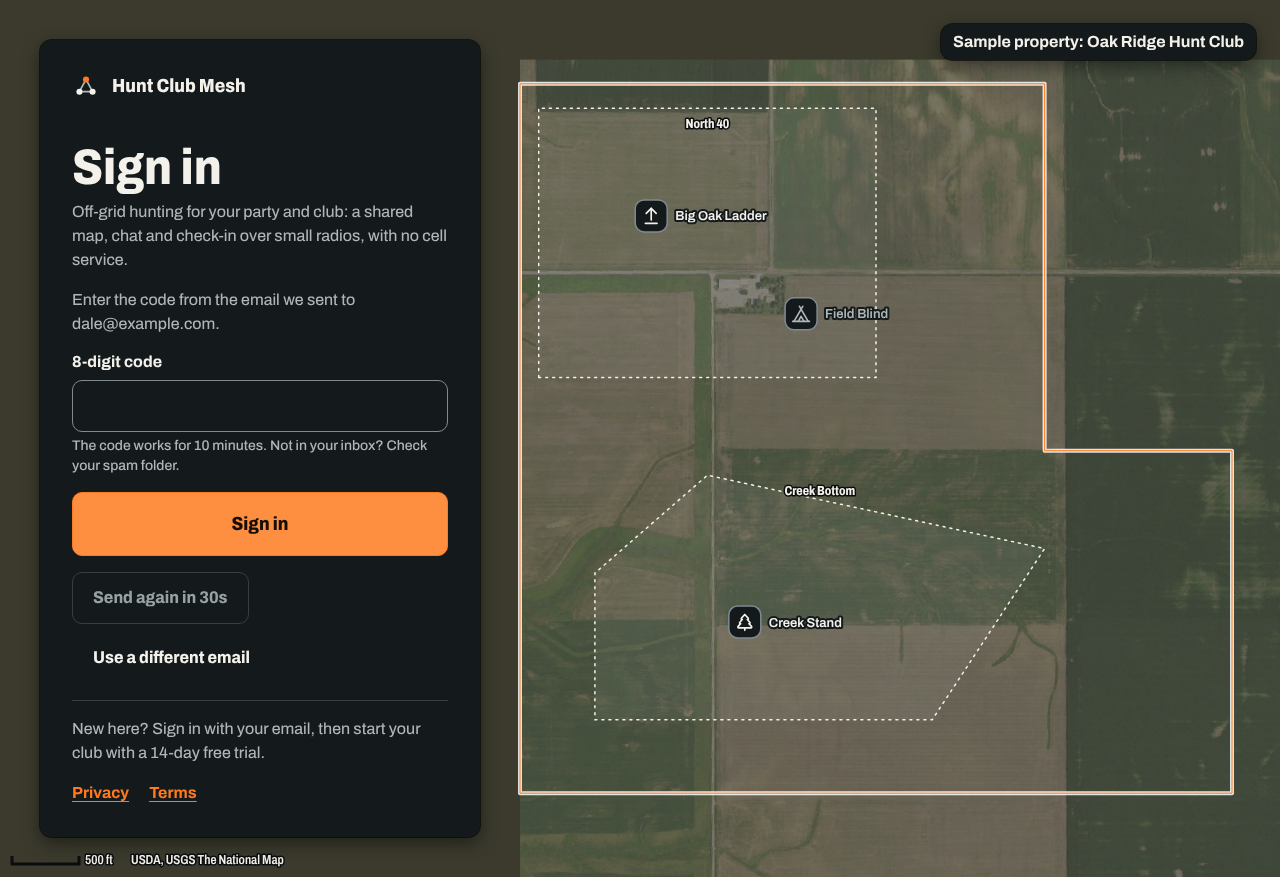 Hunt Club Mesh
Sign in
Off-grid hunting for your party and club: a shared
map, chat and check-in over small radios, with no cell
service.
Enter the code from the email we sent to
dale@example.com.
8-digit code
The code works for 10 minutes. Not in your inbox? Check
your spam folder.
Sign in
Send again in 30s
Use a different email
New here? Sign in with your email, then start your
club with a 14-day free trial.
Privacy Terms
500 ft USDA, USGS The National Map
Sample property: Oak Ridge Hunt Club
North 40
Big Oak Ladder
Field Blind
Creek Bottom
Creek Stand